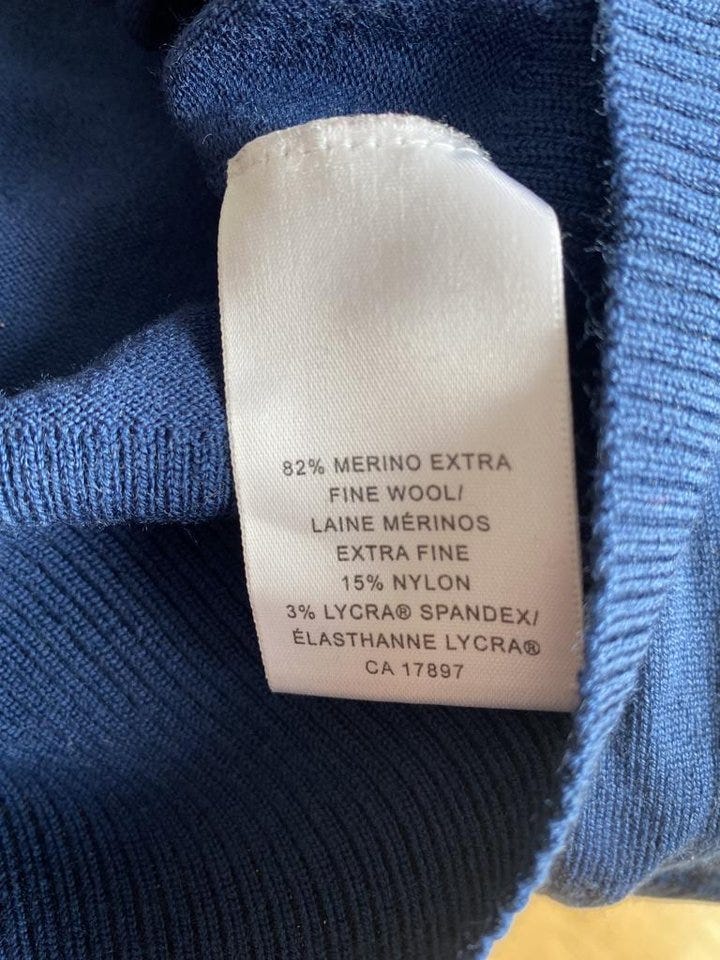 82% MERINO EXTRA
FINE WOOL/
LAINE MÉRINOS
EXTRA FINE
15% NYLON
3% LYCRA® SPANDEX/
ÉLASTHANNE LYCRA®
CA 17897